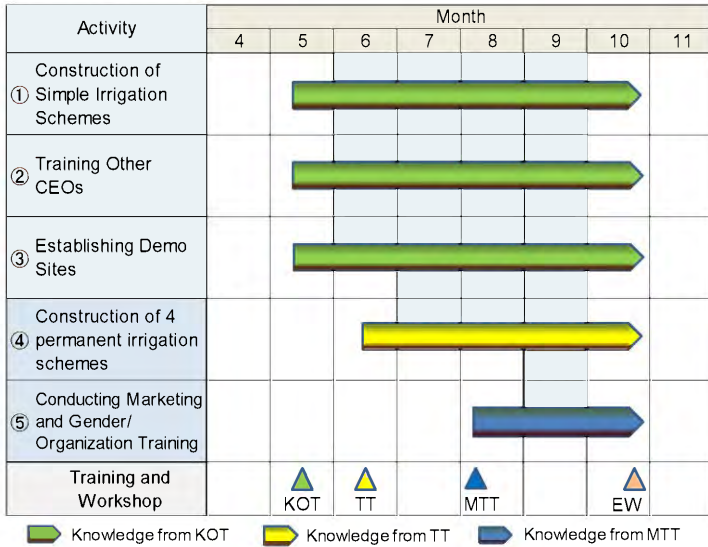 Activity
Month
4 5 6 7 8 9 10 11
① Construction of
Simple Irrigation
Schemes
② Training Other
CEOs
③ Establishing Demo
Sites
④ Construction of 4
permanent irrigation
schemes
⑤ Conducting Marketing
and Gender/
Organization Training
Training and
Workshop
KOT TT MTT EW
Knowledge from KOT Knowledge from TT Knowledge from MTT